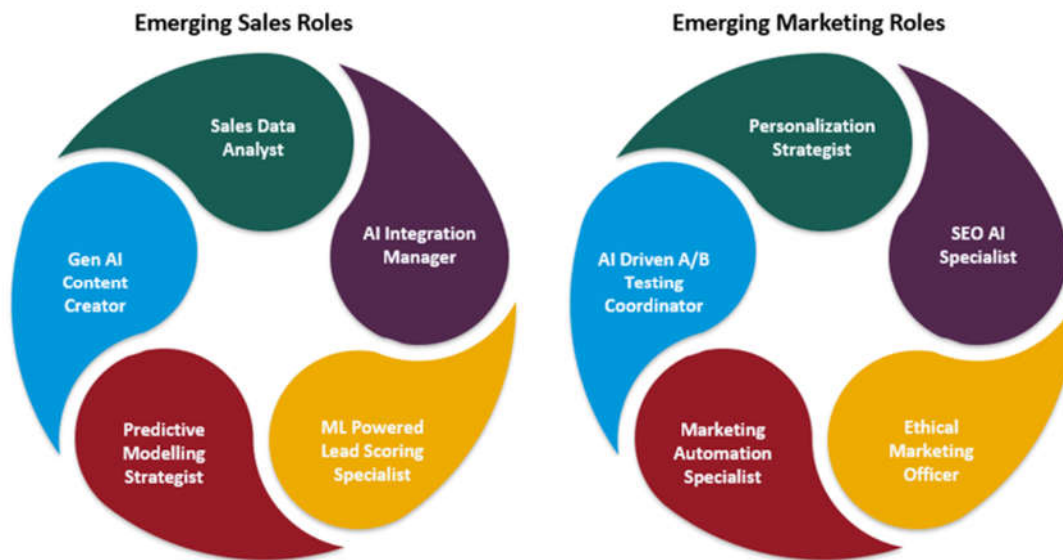 Emerging Sales Roles
Sales Data
Analyst
AI Integration
Manager
ML Powered
Lead Scoring
Specialist
Predictive
Modelling
Strategist
Gen AI
Content
Creator
Emerging Marketing Roles
Personalization
Strategist
SEO AI
Specialist
Ethical
Marketing
Officer
Marketing
Automation
Specialist
AI Driven A/B
Testing
Coordinator